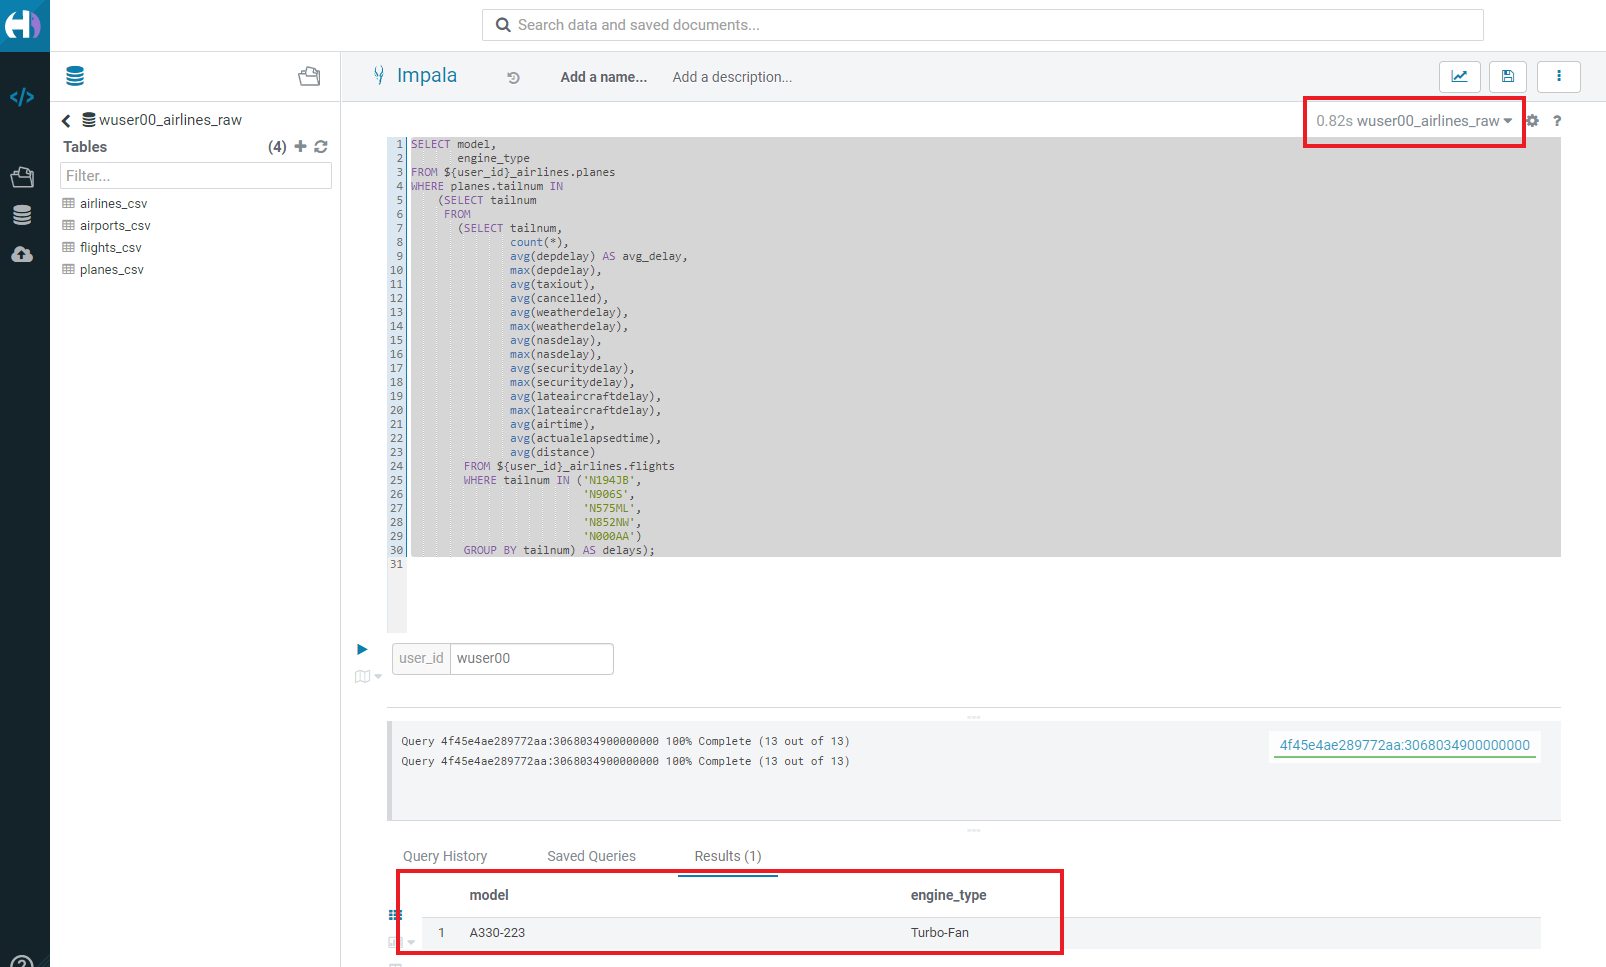 Search data and saved documents...
Impala
Add a name...
Add a description...
wuser00_airlines_raw
0.82s wuser00_airlines_raw
?
Tables (4)
Filter...
airlines_csv
airports_csv
flights_csv
planes_csv
1 SELECT model,
2 engine_type
3 FROM ${user_id}_airlines.planes
4 WHERE planes.tailnum IN
5 (SELECT tailnum
6 FROM
7 (SELECT tailnum,
8 count(*),
9 avg(depdelay) AS avg_delay,
10 max(depdelay),
11 avg(taxiout),
12 avg(cancelled),
13 avg(weatherdelay),
14 max(weatherdelay),
15 avg(nasdelay),
16 max(nasdelay),
17 avg(securitydelay),
18 max(securitydelay),
19 avg(lateaircraftdelay),
20 max(lateaircraftdelay),
21 avg(airtime),
22 avg(actualelapsedtime),
23 avg(distance)
24 FROM ${user_id}_airlines.flights
25 WHERE tailnum IN ('N194JB',
26 'N906S',
27 'N575ML',
28 'N852NW',
29 'N000AA')
30 GROUP BY tailnum) AS delays);
31
user_id wuser00
Query 4f45e4ae289772aa:3068034900000000 100% Complete (13 out of 13)
Query 4f45e4ae289772aa:3068034900000000 100% Complete (13 out of 13)
4f45e4ae289772aa:3068034900000000
Query History
Saved Queries
Results (1)
model engine_type
1 A330-223 Turbo-Fan
?